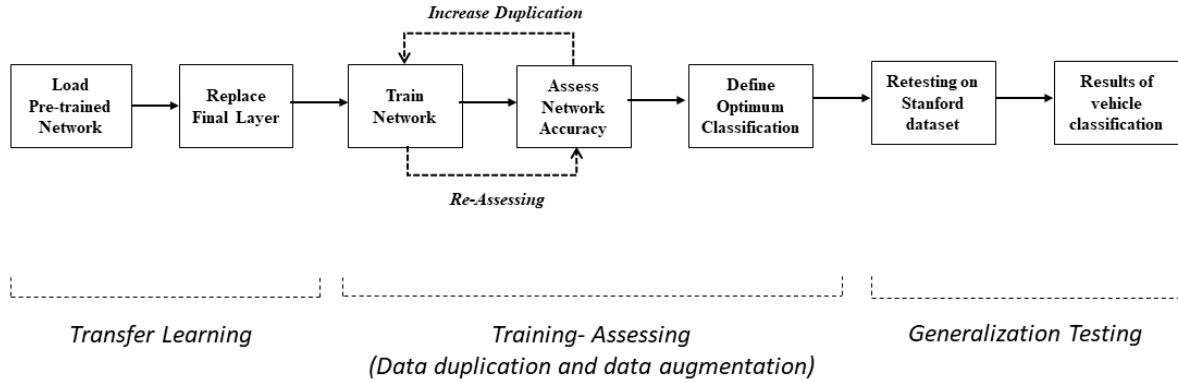 Increase Duplication
Load
Pre-trained
Network
Replace
Final Layer
Train
Network
Assess
Network
Accuracy
Define
Optimum
Classification
Retesting on
Stanford
dataset
Results of
vehicle
classification
Re-Assessing
Transfer Learning
Training- Assessing
(Data duplication and data augmentation)
Generalization Testing